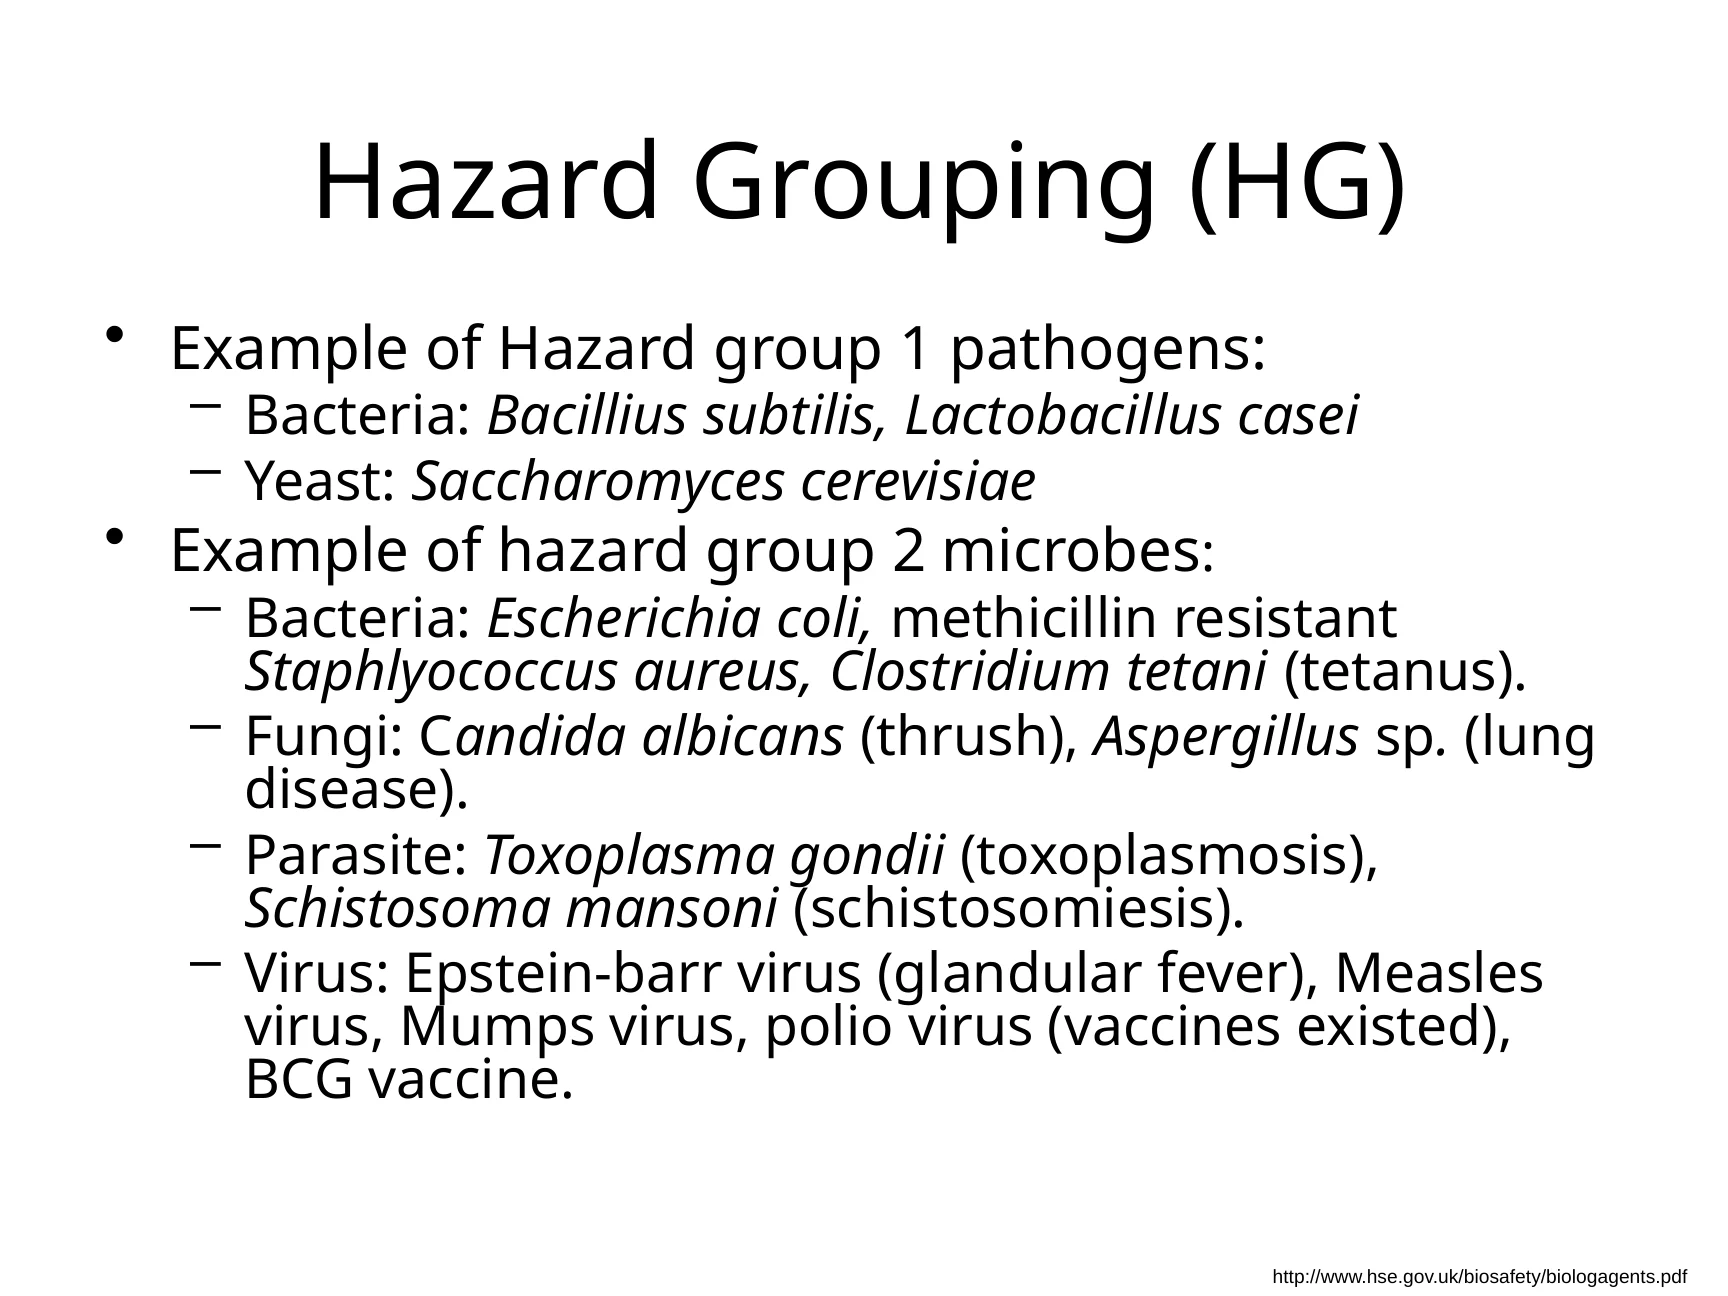 Hazard Grouping (HG)
• Example of Hazard group 1 pathogens:
– Bacteria: Bacillius subtilis, Lactobacillus casei
– Yeast: Saccharomyces cerevisiae
• Example of hazard group 2 microbes:
– Bacteria: Escherichia coli, methicillin resistant
Staphlyococcus aureus, Clostridium tetani (tetanus).
– Fungi: Candida albicans (thrush), Aspergillus sp. (lung
disease).
– Parasite: Toxoplasma gondii (toxoplasmosis),
Schistosoma mansoni (schistosomiesis).
– Virus: Epstein-barr virus (glandular fever), Measles
virus, Mumps virus, polio virus (vaccines existed),
BCG vaccine.
http://www.hse.gov.uk/biosafety/biologagents.pdf